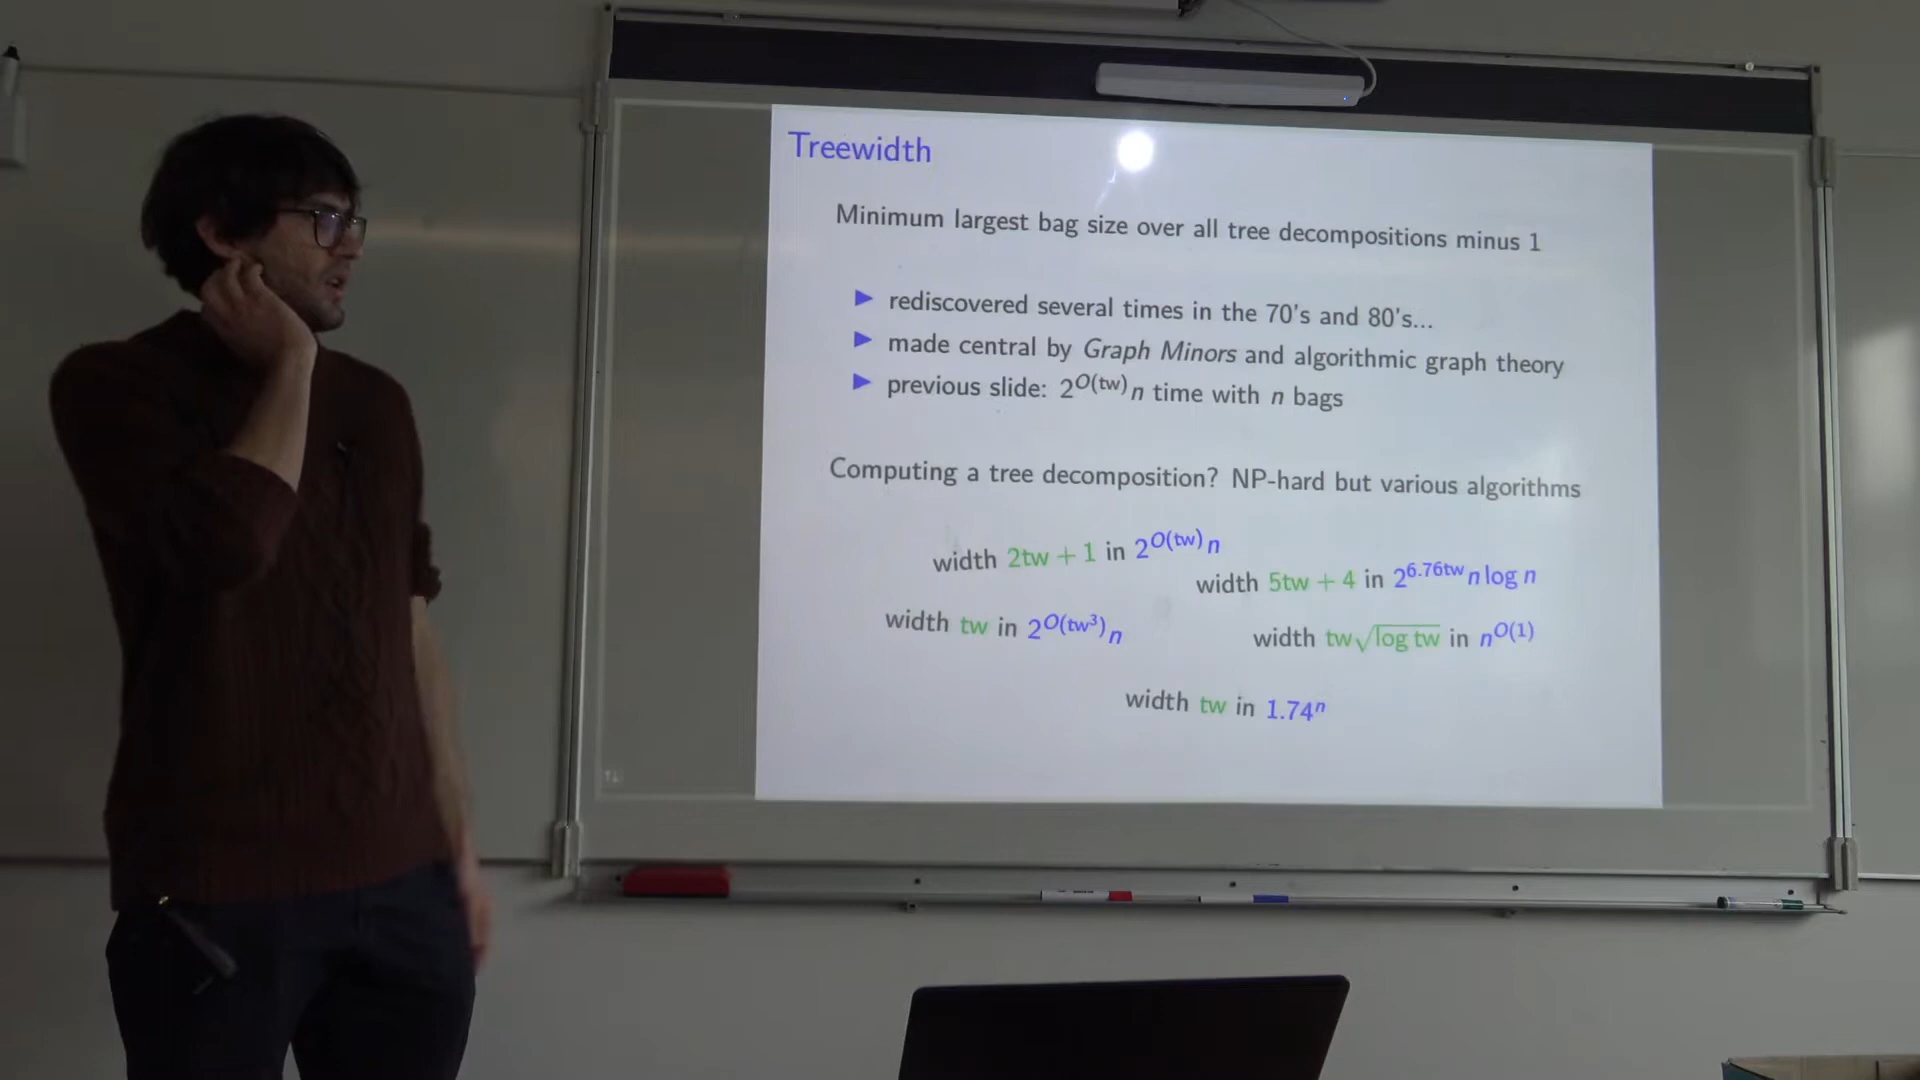 Treewidth
Minimum largest bag size over all tree decompositions minus 1
▶ rediscovered several times in the 70's and 80's...
▶ made central by Graph Minors and algorithmic graph theory
▶ previous slide: 2^{O(tw)} n time with n bags
Computing a tree decomposition? NP-hard but various algorithms
width 2tw + 1 in 2^{O(tw)} n
width 5tw + 4 in 2^{6.76tw} n log n
width tw in 2^{O(tw³)} n
width tw√(log tw) in n^{O(1)}
width tw in 1.74ⁿ